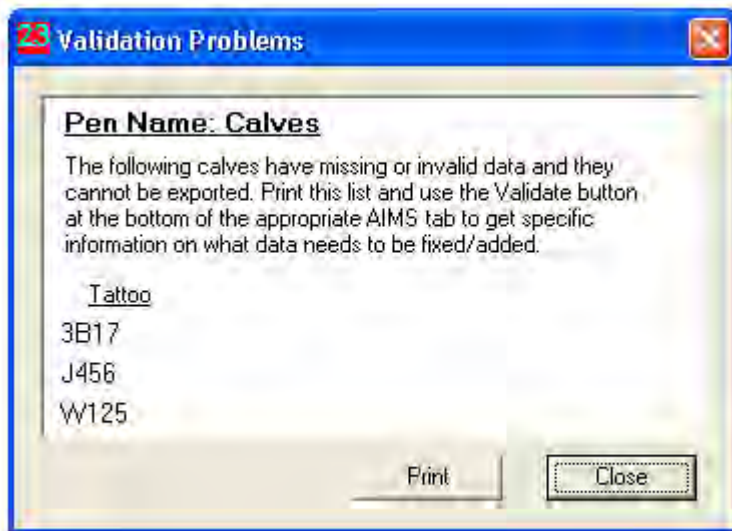 23 Validation Problems
Pen Name: Calves
The following calves have missing or invalid data and they
cannot be exported. Print this list and use the Validate button
at the bottom of the appropriate AIMS tab to get specific
information on what data needs to be fixed/added.
Tattoo
3B17
J456
W125
Print Close